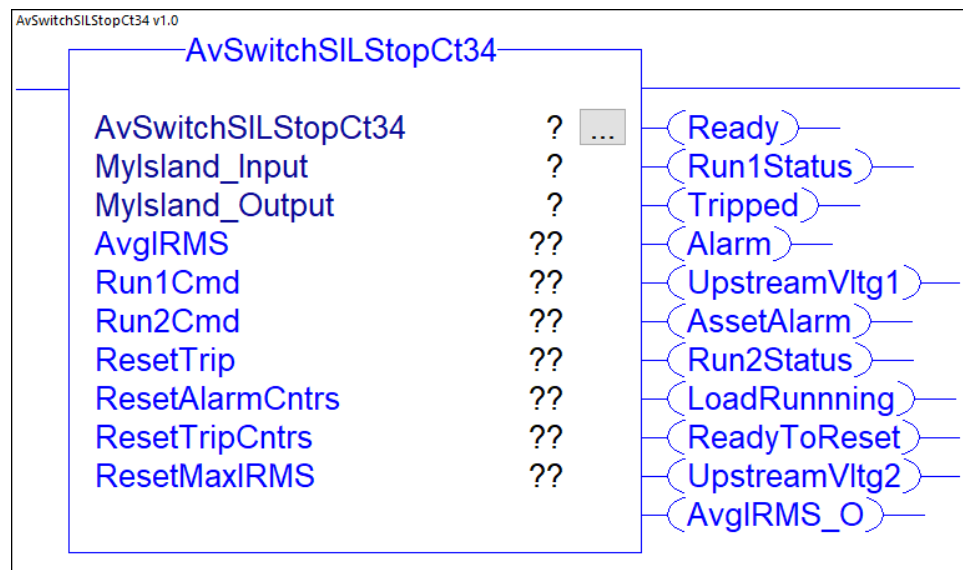 AvSwitchSILStopCt34 v1.0
AvSwitchSILStopCt34
AvSwitchSILStopCt34 ? ... Ready
MyIsland_Input ? Run1Status
MyIsland_Output ? Tripped
AvgIRMS ?? Alarm
Run1Cmd ?? UpstreamVltg1
Run2Cmd ?? AssetAlarm
ResetTrip ?? Run2Status
ResetAlarmCntrs ?? LoadRunnning
ResetTripCntrs ?? ReadyToReset
ResetMaxIRMS ?? UpstreamVltg2
AvgIRMS_O